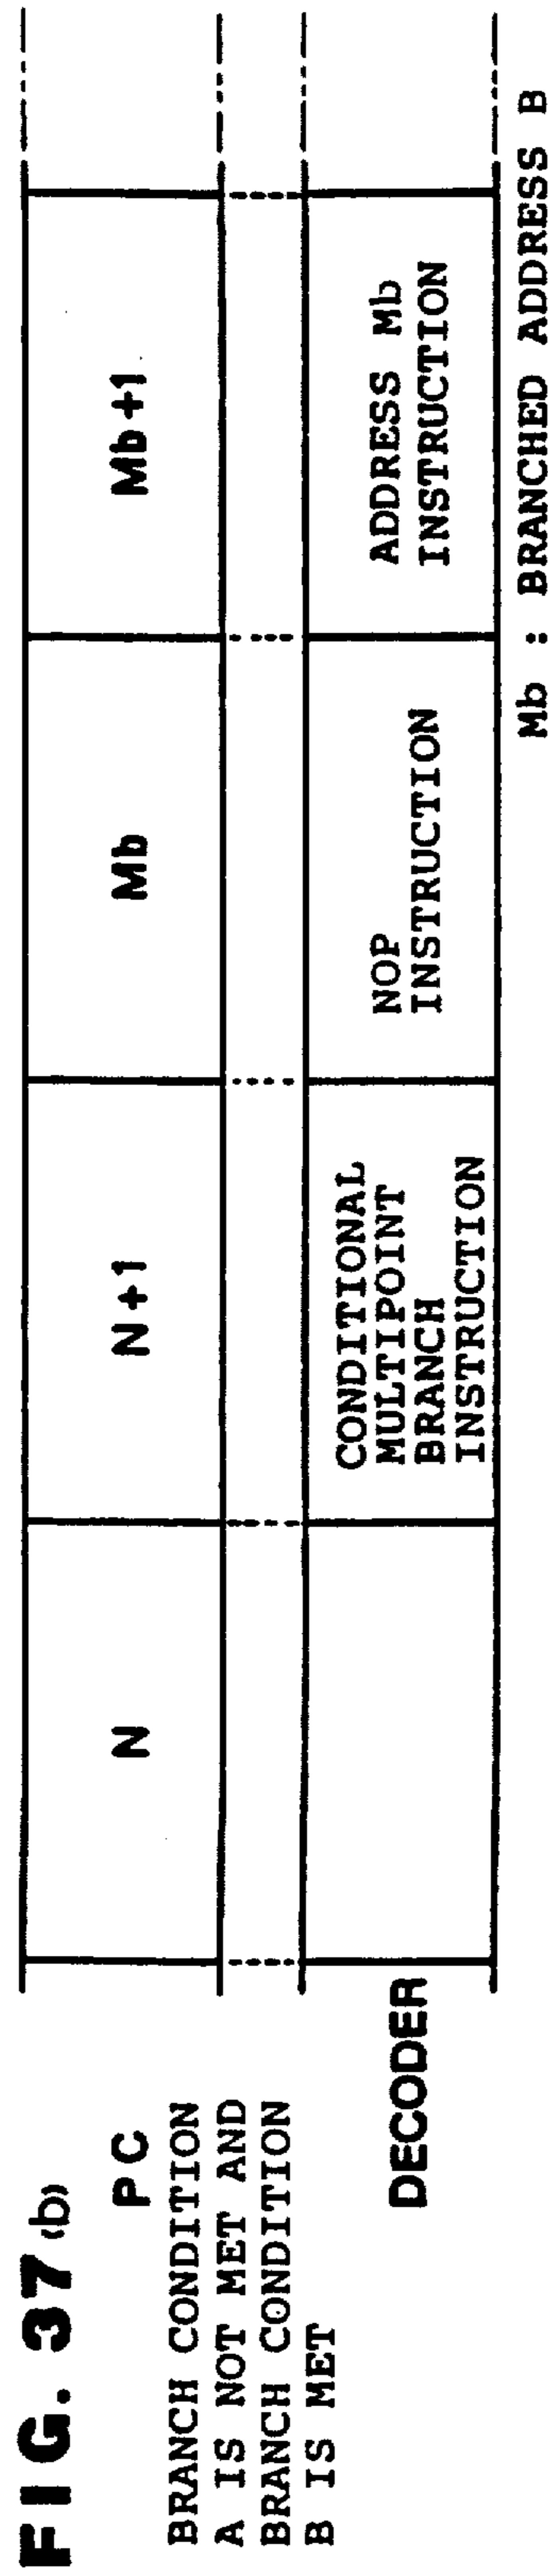 FIG. 37(b)
PC
N
N+1
Mb
Mb+1
BRANCH CONDITION
A IS NOT MET AND
BRANCH CONDITION
B IS MET
DECODER
CONDITIONAL
MULTIPOINT
BRANCH
INSTRUCTION
NOP
INSTRUCTION
ADDRESS Mb
INSTRUCTION
Mb : BRANCHED ADDRESS B